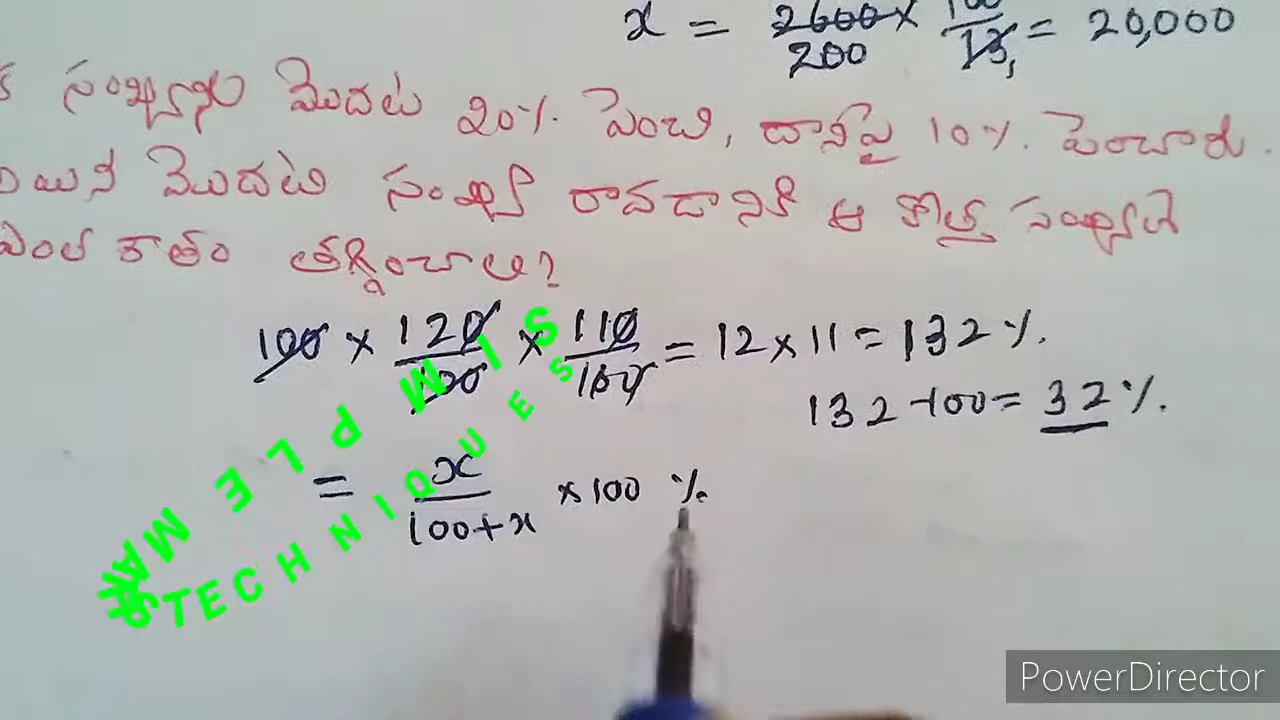 x = 2600/200 × 100/13, = 20,000
సంఖ్యను మొదట 20%. పెంచి, దానిపై 10%. పెంచారు.
యినీ మొదటి సంఖ్య రావడానికి ఆ కొత్త సంఖ్యని
ఎంత శాతం తగ్గించాలి?
100 × 120/100 × 110/100 = 12 × 11 = 132 %.
132 - 100 = 32 %.
= x/100+x × 100 %.
SIMPLE MATHS
TECHNIQUES
PowerDirector